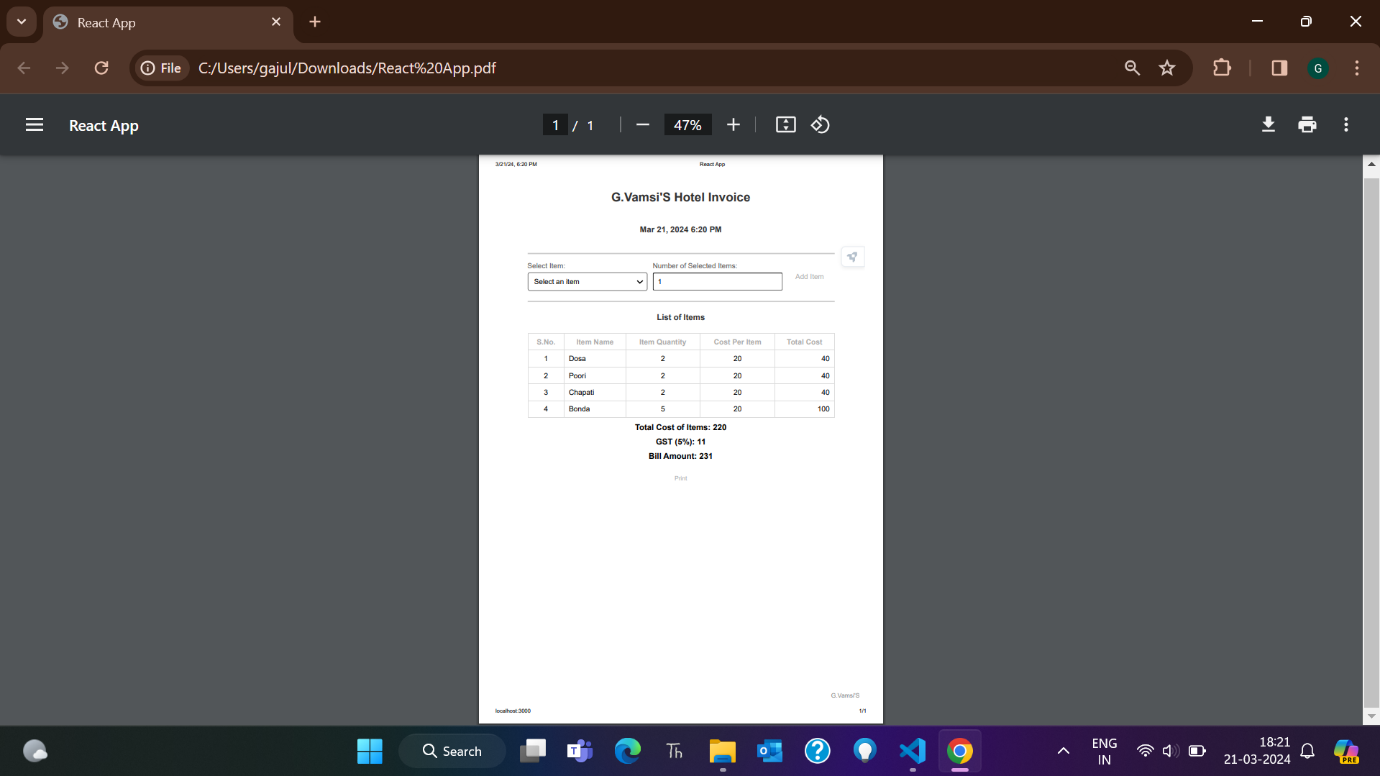 React App
File
C:/Users/gajul/Downloads/React%20App.pdf
G
React App
1 / 1
47%
3/21/24, 6:20 PM React App
G.Vamsi'S Hotel Invoice
Mar 21, 2024 6:20 PM
Select Item: Number of Selected Items:
Select an item 1 Add Item
List of Items
S.No. Item Name Item Quantity Cost Per Item Total Cost
1 Dosa 2 20 40
2 Poori 2 20 40
3 Chapati 2 20 40
4 Bonda 5 20 100
Total Cost of Items: 220
GST (5%): 11
Bill Amount: 231
Print
G.Vamsi'S
localhost:3000 1/1
Search
Th
ENG
IN
18:21
21-03-2024
PRE